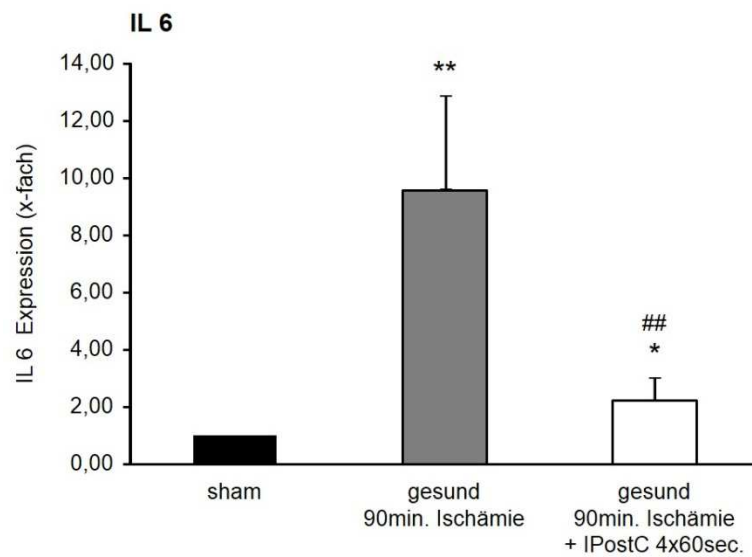 IL 6
IL 6 Expression (x-fach)
14,00
12,00
10,00
8,00
6,00
4,00
2,00
0,00
**
##
*
sham
gesund
90min. Ischämie
gesund
90min. Ischämie
+ IPostC 4x60sec.